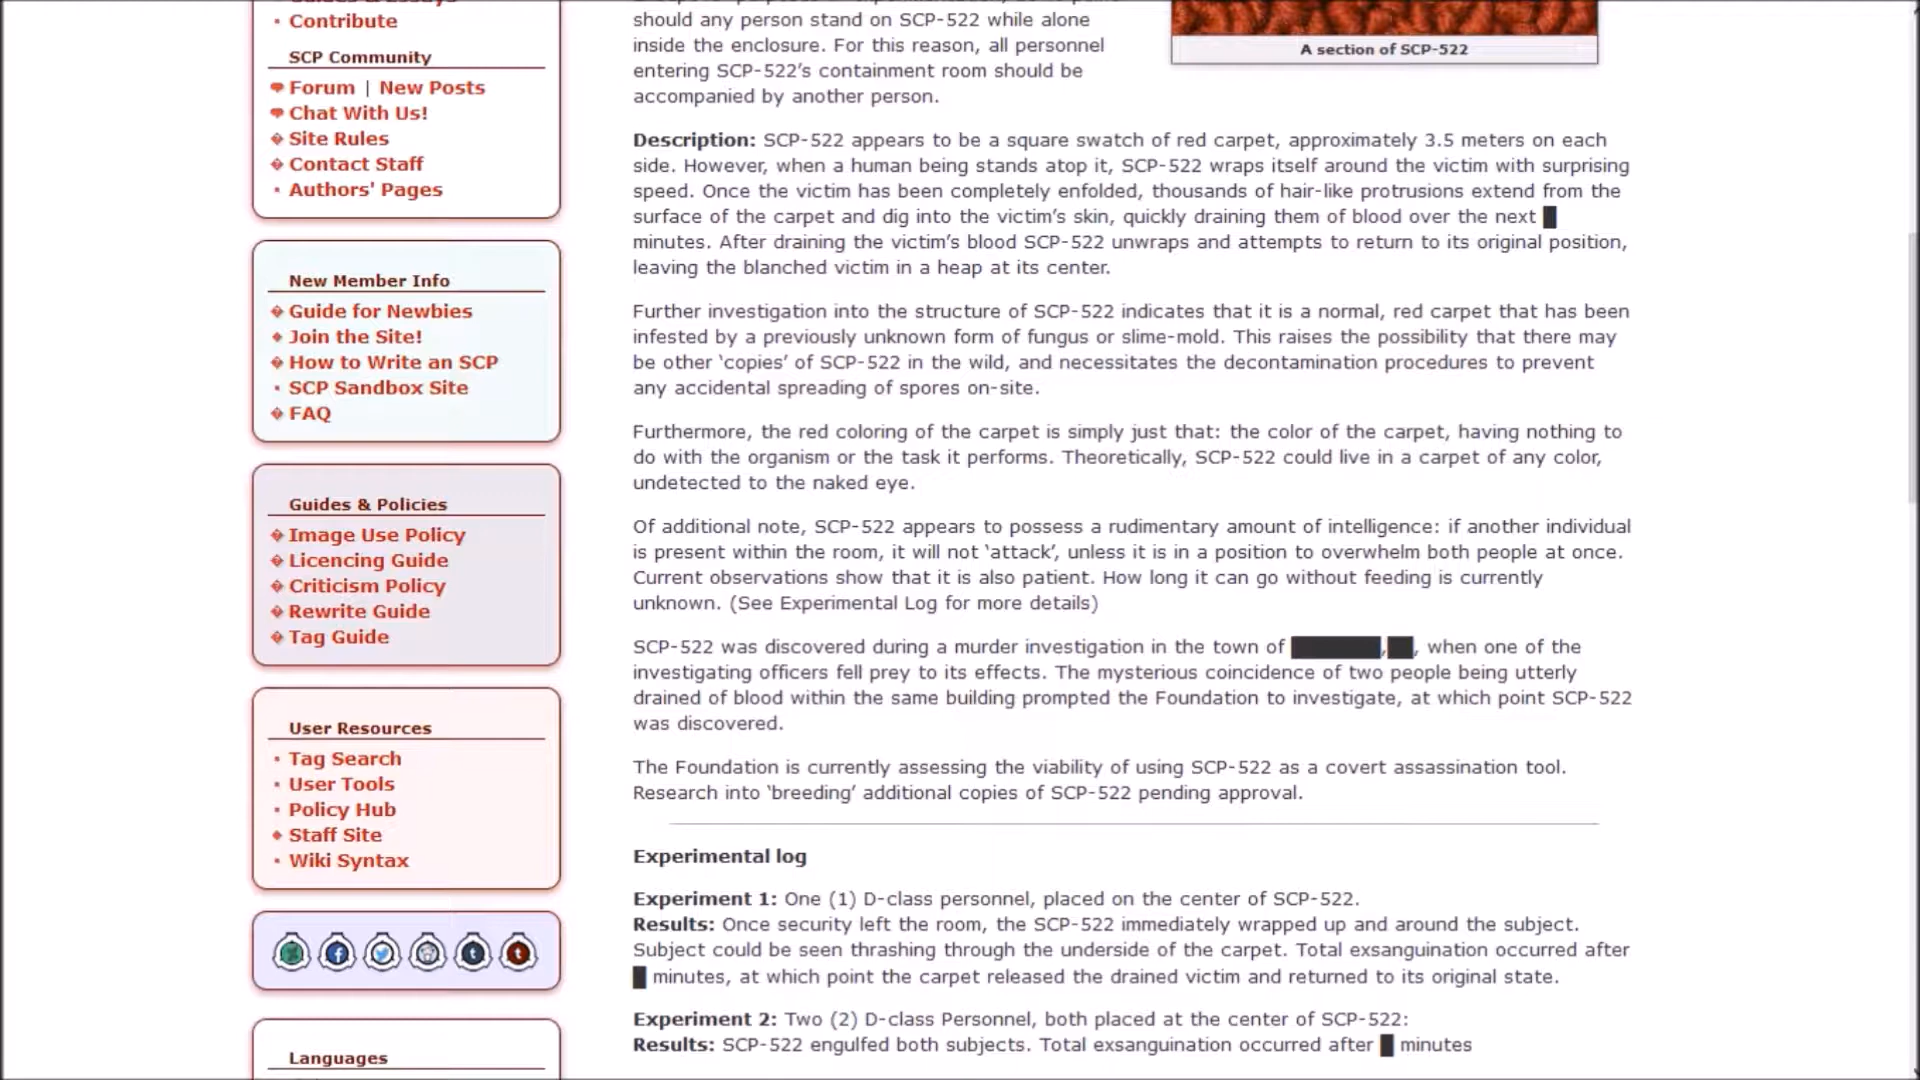 Contribute
SCP Community
Forum | New Posts
Chat With Us!
Site Rules
Contact Staff
Authors' Pages
New Member Info
Guide for Newbies
Join the Site!
How to Write an SCP
SCP Sandbox Site
FAQ
Guides & Policies
Image Use Policy
Licencing Guide
Criticism Policy
Rewrite Guide
Tag Guide
User Resources
Tag Search
User Tools
Policy Hub
Staff Site
Wiki Syntax
Languages
should any person stand on SCP-522 while alone
inside the enclosure. For this reason, all personnel
entering SCP-522’s containment room should be
accompanied by another person.
A section of SCP-522
Description: SCP-522 appears to be a square swatch of red carpet, approximately 3.5 meters on each
side. However, when a human being stands atop it, SCP-522 wraps itself around the victim with surprising
speed. Once the victim has been completely enfolded, thousands of hair-like protrusions extend from the
surface of the carpet and dig into the victim’s skin, quickly draining them of blood over the next █
minutes. After draining the victim’s blood SCP-522 unwraps and attempts to return to its original position,
leaving the blanched victim in a heap at its center.
Further investigation into the structure of SCP-522 indicates that it is a normal, red carpet that has been
infested by a previously unknown form of fungus or slime-mold. This raises the possibility that there may
be other ‘copies’ of SCP-522 in the wild, and necessitates the decontamination procedures to prevent
any accidental spreading of spores on-site.
Furthermore, the red coloring of the carpet is simply just that: the color of the carpet, having nothing to
do with the organism or the task it performs. Theoretically, SCP-522 could live in a carpet of any color,
undetected to the naked eye.
Of additional note, SCP-522 appears to possess a rudimentary amount of intelligence: if another individual
is present within the room, it will not ‘attack’, unless it is in a position to overwhelm both people at once.
Current observations show that it is also patient. How long it can go without feeding is currently
unknown. (See Experimental Log for more details)
SCP-522 was discovered during a murder investigation in the town of ███████,██, when one of the
investigating officers fell prey to its effects. The mysterious coincidence of two people being utterly
drained of blood within the same building prompted the Foundation to investigate, at which point SCP-522
was discovered.
The Foundation is currently assessing the viability of using SCP-522 as a covert assassination tool.
Research into ‘breeding’ additional copies of SCP-522 pending approval.
Experimental log
Experiment 1: One (1) D-class personnel, placed on the center of SCP-522.
Results: Once security left the room, the SCP-522 immediately wrapped up and around the subject.
Subject could be seen thrashing through the underside of the carpet. Total exsanguination occurred after
█ minutes, at which point the carpet released the drained victim and returned to its original state.
Experiment 2: Two (2) D-class Personnel, both placed at the center of SCP-522:
Results: SCP-522 engulfed both subjects. Total exsanguination occurred after █ minutes